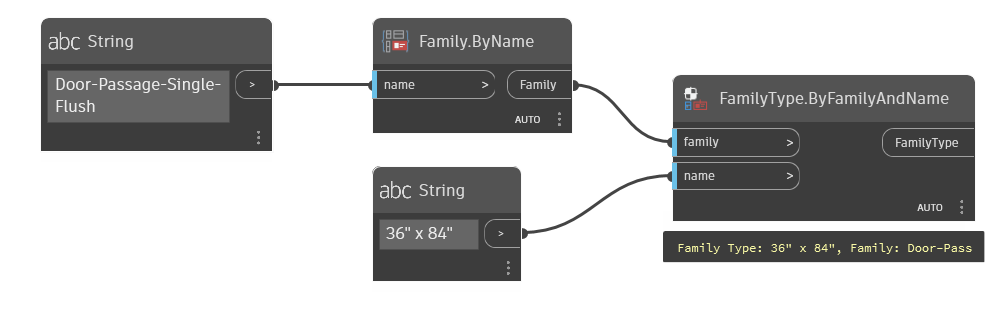 abc String
Door-Passage-Single-
Flush
>
Family.ByName
name > Family
AUTO
abc String
36" x 84" >
FamilyType.ByFamilyAndName
family > FamilyType
name >
AUTO
Family Type: 36" x 84", Family: Door-Pass